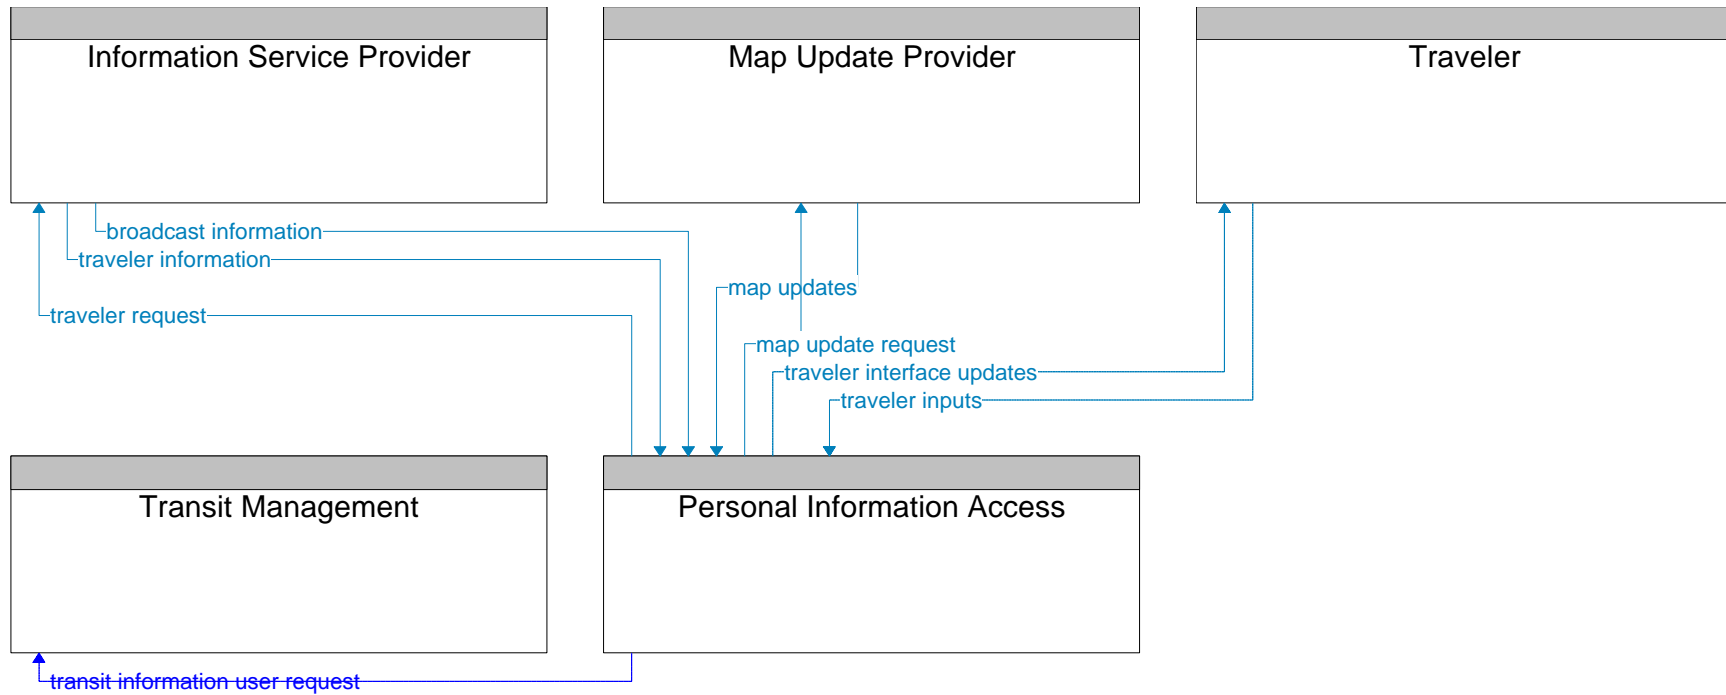 Information Service Provider
Map Update Provider
Traveler
broadcast information
traveler information
map updates
traveler request
map update request
traveler interface updates
traveler inputs
Transit Management
Personal Information Access
transit information user request